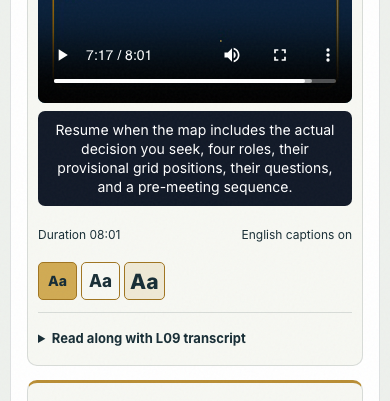 7:17 / 8:01
Resume when the map includes the actual
decision you seek, four roles, their
provisional grid positions, their questions,
and a pre-meeting sequence.
Duration 08:01 English captions on
Aa Aa Aa
Read along with L09 transcript